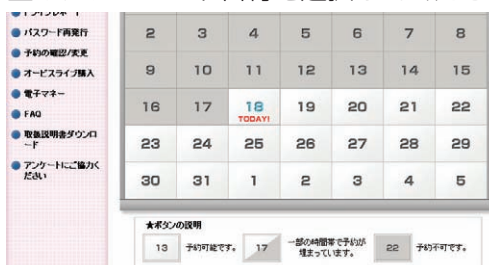 パスワード再発行
予約の確認/変更
オービスライブ購入
電子マネー
FAQ
取扱説明書ダウンロ
ード
アンケートにご協力く
ださい
2 3 4 5 6 7 8
9 10 11 12 13 14 15
16 17 18 19 20 21 22
TODAY!
23 24 25 26 27 28 29
30 31 1 2 3 4 5
★ボタンの説明
13 予約可能です。 17 一部の時間帯で予約が
埋まっています。 22 予約不可です。